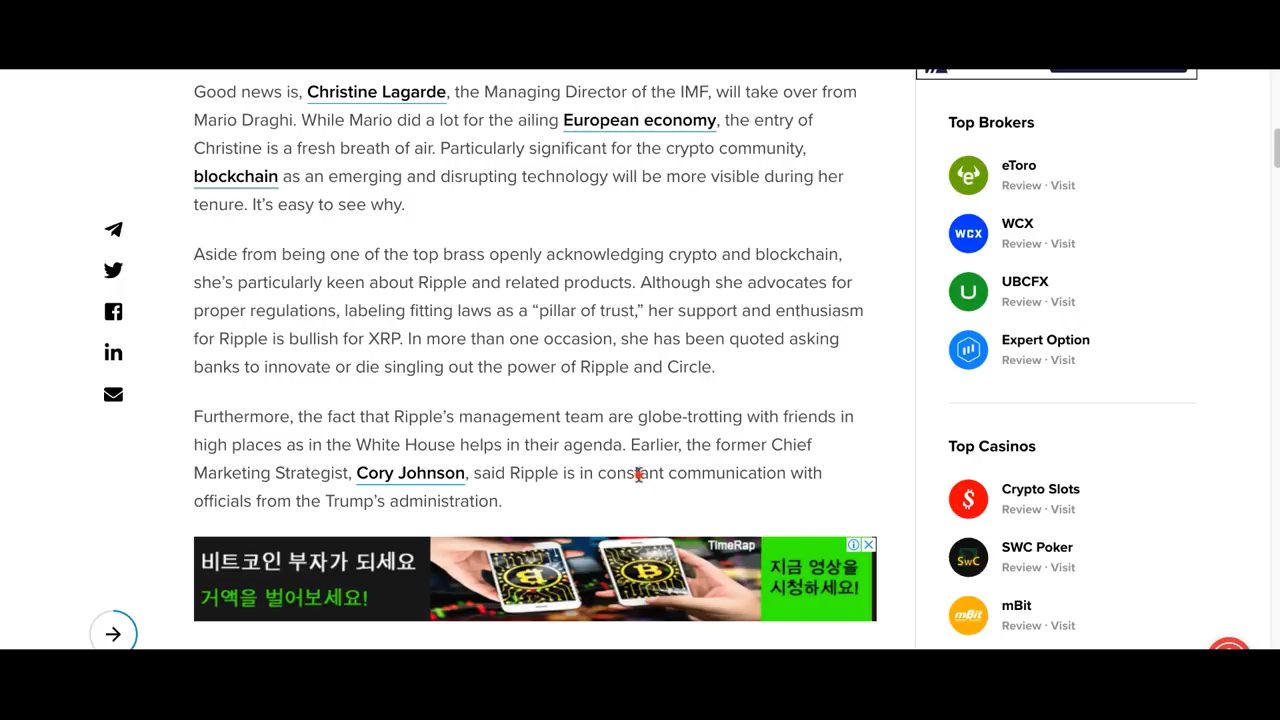 Good news is, Christine Lagarde, the Managing Director of the IMF, will take over from
Mario Draghi. While Mario did a lot for the ailing European economy, the entry of
Christine is a fresh breath of air. Particularly significant for the crypto community,
blockchain as an emerging and disrupting technology will be more visible during her
tenure. It’s easy to see why.
Aside from being one of the top brass openly acknowledging crypto and blockchain,
she’s particularly keen about Ripple and related products. Although she advocates for
proper regulations, labeling fitting laws as a “pillar of trust,” her support and enthusiasm
for Ripple is bullish for XRP. In more than one occasion, she has been quoted asking
banks to innovate or die singling out the power of Ripple and Circle.
Furthermore, the fact that Ripple’s management team are globe-trotting with friends in
high places as in the White House helps in their agenda. Earlier, the former Chief
Marketing Strategist, Cory Johnson, said Ripple is in constant communication with
officials from the Trump’s administration.
비트코인 부자가 되세요
거액을 벌어보세요!
TimeRap
지금 영상을
시청하세요!
Top Brokers
eToro
Review · Visit
WCX
WCX
Review · Visit
UBCFX
Review · Visit
Expert Option
Review · Visit
Top Casinos
Crypto Slots
Review · Visit
SWC Poker
SwC
Review · Visit
mBit
mBit
Review · Visit